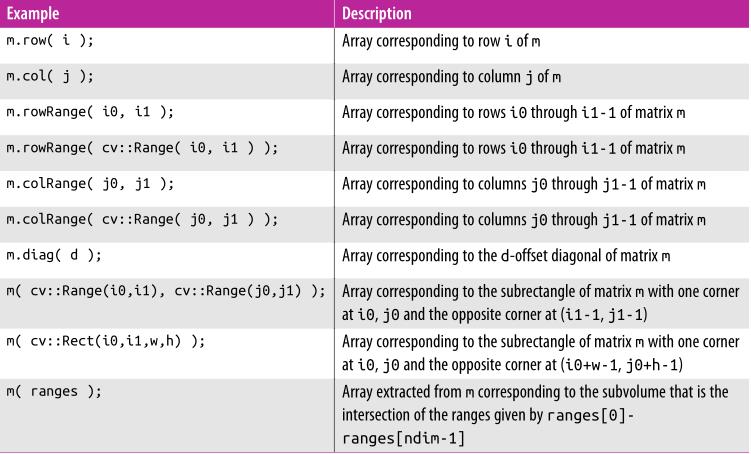 Example Description
m.row( i ); Array corresponding to row i of m
m.col( j ); Array corresponding to column j of m
m.rowRange( i0, i1 ); Array corresponding to rows i0 through i1-1 of matrix m
m.rowRange( cv::Range( i0, i1 ) ); Array corresponding to rows i0 through i1-1 of matrix m
m.colRange( j0, j1 ); Array corresponding to columns j0 through j1-1 of matrix m
m.colRange( cv::Range( j0, j1 ) ); Array corresponding to columns j0 through j1-1 of matrix m
m.diag( d ); Array corresponding to the d-offset diagonal of matrix m
m( cv::Range(i0,i1), cv::Range(j0,j1) ); Array corresponding to the subrectangle of matrix m with one corner
at i0, j0 and the opposite corner at (i1-1, j1-1)
m( cv::Rect(i0,i1,w,h) ); Array corresponding to the subrectangle of matrix m with one corner
at i0, j0 and the opposite corner at (i0+w-1, j0+h-1)
m( ranges ); Array extracted from m corresponding to the subvolume that is the
intersection of the ranges given by ranges[0]-
ranges[ndim-1]